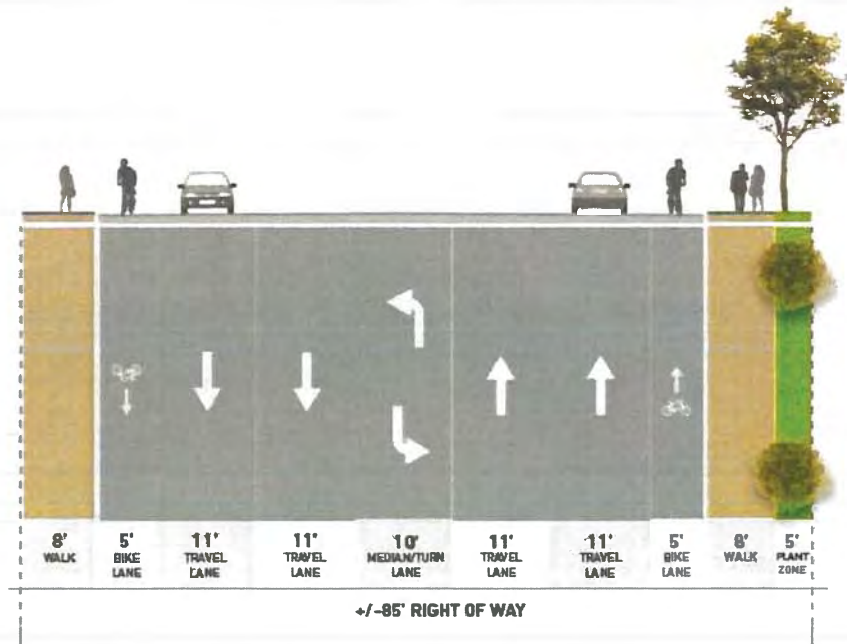 8'
WALK
5'
BIKE
LANE
11'
TRAVEL
LANE
11'
TRAVEL
LANE
10'
MEDIAN/TURN
LANE
11'
TRAVEL
LANE
11'
TRAVEL
LANE
5'
BIKE
LANE
8'
WALK
5'
PLANT
ZONE
+/-85' RIGHT OF WAY